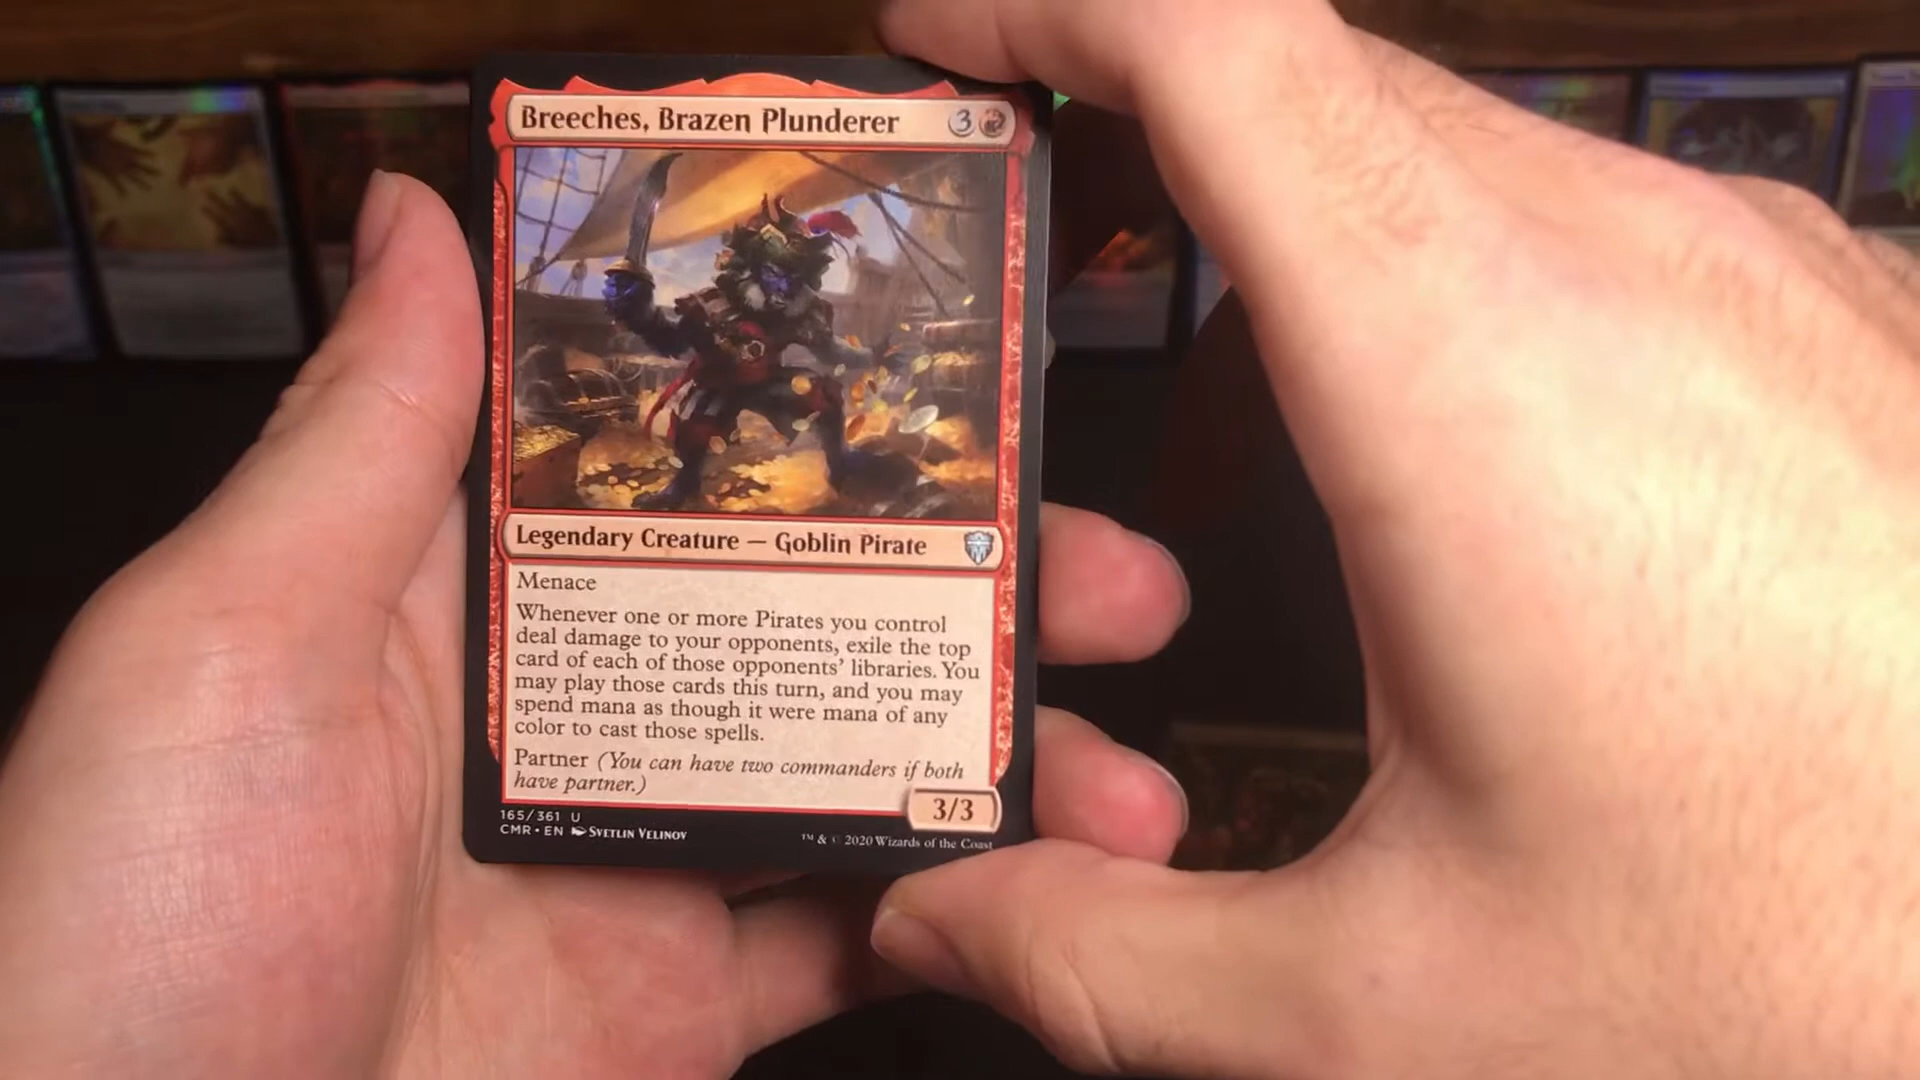 Breeches, Brazen Plunderer 3
Legendary Creature — Goblin Pirate
Menace
Whenever one or more Pirates you control
deal damage to your opponents, exile the top
card of each of those opponents' libraries. You
may play those cards this turn, and you may
spend mana as though it were mana of any
color to cast those spells.
Partner (You can have two commanders if both
have partner.)
3/3
165/361 U
CMR • EN Svetlin Velinov
™ & © 2020 Wizards of the Coast